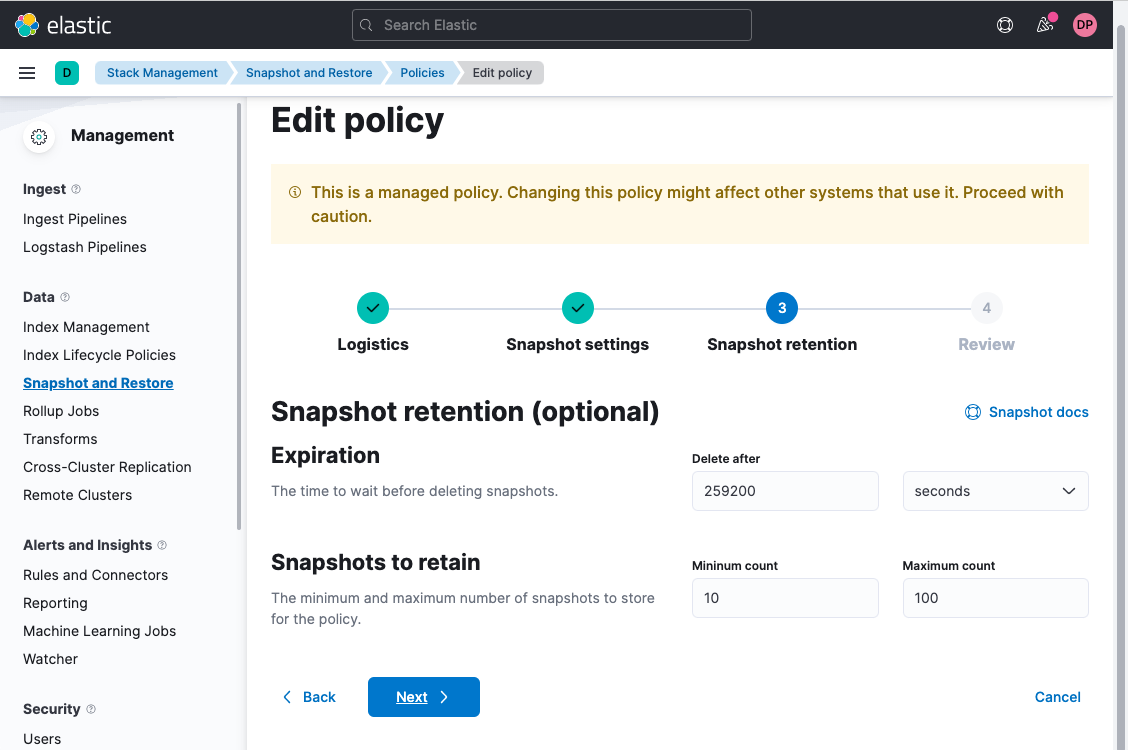 elastic
Search Elastic
DP
D
Stack Management
Snapshot and Restore
Policies
Edit policy
Management
Ingest
Ingest Pipelines
Logstash Pipelines
Data
Index Management
Index Lifecycle Policies
Snapshot and Restore
Rollup Jobs
Transforms
Cross-Cluster Replication
Remote Clusters
Alerts and Insights
Rules and Connectors
Reporting
Machine Learning Jobs
Watcher
Security
Users
Edit policy
This is a managed policy. Changing this policy might affect other systems that use it. Proceed with
caution.
Logistics
Snapshot settings
3
Snapshot retention
4
Review
Snapshot retention (optional)
Snapshot docs
Expiration
The time to wait before deleting snapshots.
Delete after
259200
seconds
Snapshots to retain
The minimum and maximum number of snapshots to store
for the policy.
Mininum count
10
Maximum count
100
Back
Next
Cancel